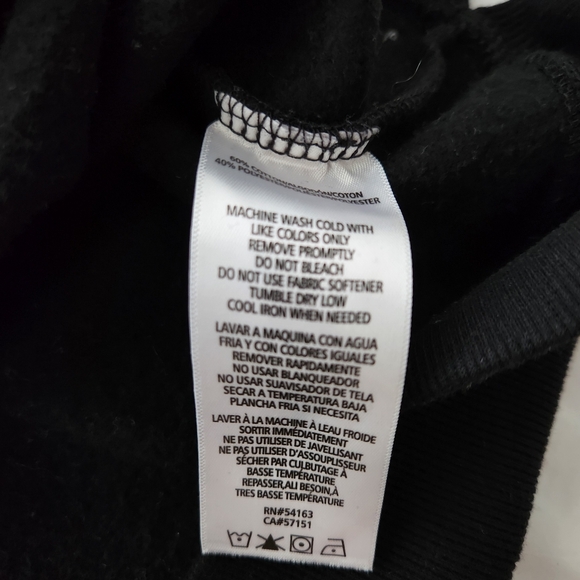 60% COTTON
40% POLYESTER
MACHINE WASH COLD WITH
LIKE COLORS ONLY
REMOVE PROMPTLY
DO NOT BLEACH
DO NOT USE FABRIC SOFTENER
TUMBLE DRY LOW
COOL IRON WHEN NEEDED
LAVAR A MAQUINA CON AGUA
FRIA Y CON COLORES IGUALES
REMOVER RAPIDAMENTE
NO USAR BLANQUEADOR
NO USAR SUAVISADOR DE TELA
SECAR A TEMPERATURA BAJA
PLANCHA FRIA SI NECESITA
LAVER À LA MACHINE À LEAU FROIDE
SORTIR IMMÉDIATEMENT
NE PAS UTILISER DE JAVELLISANT
NE PAS UTILISER D'ASSOUPLISSEUR
SÉCHER PAR CULBUTAGE À
BASSE TEMPÉRATURE
REPASSER,ALI BESOIN,À
TRES BASSE TEMPÉRATURE
RN#54163
CA#57151